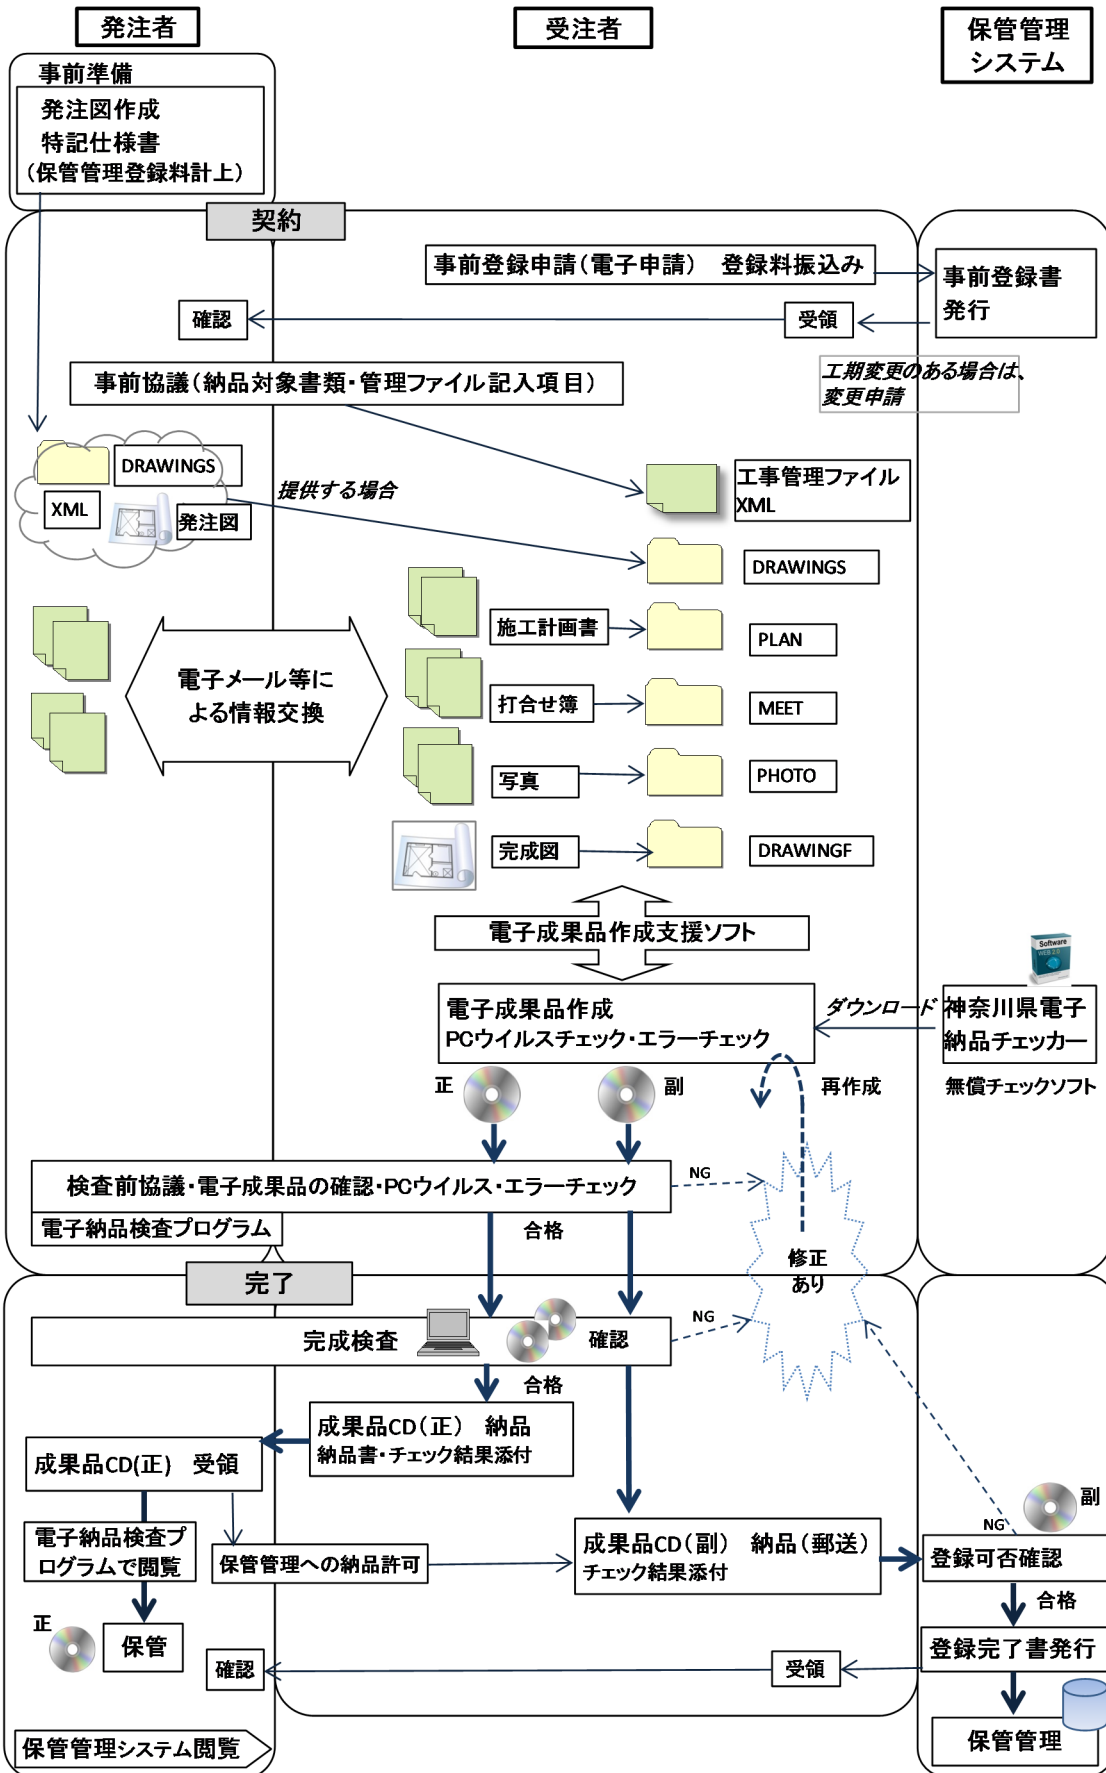 発注者
受注者
保管管理
システム
事前準備
発注図作成
特記仕様書
(保管管理登録料計上)
契約
事前登録申請(電子申請) 登録料振込み
事前登録書
発行
確認
受領
事前協議(納品対象書類・管理ファイル記入項目)
工期変更のある場合は、
変更申請
DRAWINGS
XML
発注図
提供する場合
工事管理ファイル
XML
DRAWINGS
施工計画書
PLAN
電子メール等に
よる情報交換
打合せ簿
MEET
写真
PHOTO
完成図
DRAWINGF
電子成果品作成支援ソフト
Software
WEB 2.0
電子成果品作成
PCウイルスチェック・エラーチェック
ダウンロード
神奈川県電子
納品チェッカー
無償チェックソフト
正
副
再作成
検査前協議・電子成果品の確認・PCウイルス・エラーチェック
NG
電子納品検査プログラム
合格
修正
あり
完了
完成検査
確認
NG
合格
成果品CD(正) 納品
納品書・チェック結果添付
成果品CD(正) 受領
副
NG
電子納品検査プ
ログラムで閲覧
保管管理への納品許可
成果品CD(副) 納品(郵送)
チェック結果添付
登録可否確認
合格
正
保管
登録完了書発行
確認
受領
保管管理システム閲覧
保管管理